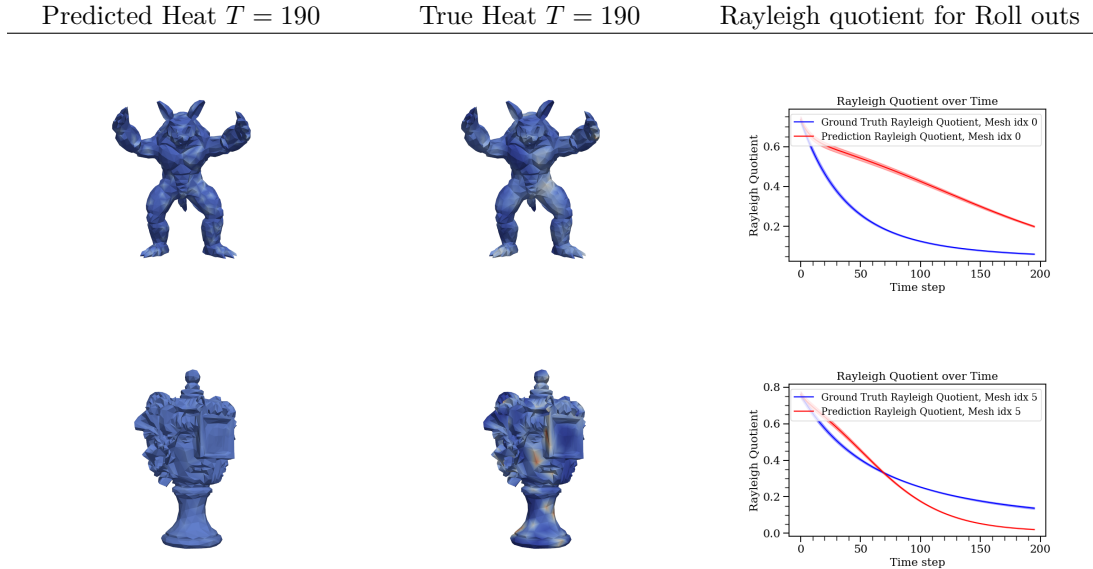 Predicted Heat T = 190 True Heat T = 190 Rayleigh quotient for Roll outs
Rayleigh Quotient over Time
Ground Truth Rayleigh Quotient, Mesh idx 0
Prediction Rayleigh Quotient, Mesh idx 0
Rayleigh Quotient
0.6
0.4
0.2
0 50 100 150 200
Time step
Rayleigh Quotient over Time
Ground Truth Rayleigh Quotient, Mesh idx 5
Prediction Rayleigh Quotient, Mesh idx 5
Rayleigh Quotient
0.8
0.6
0.4
0.2
0.0
0 50 100 150 200
Time step